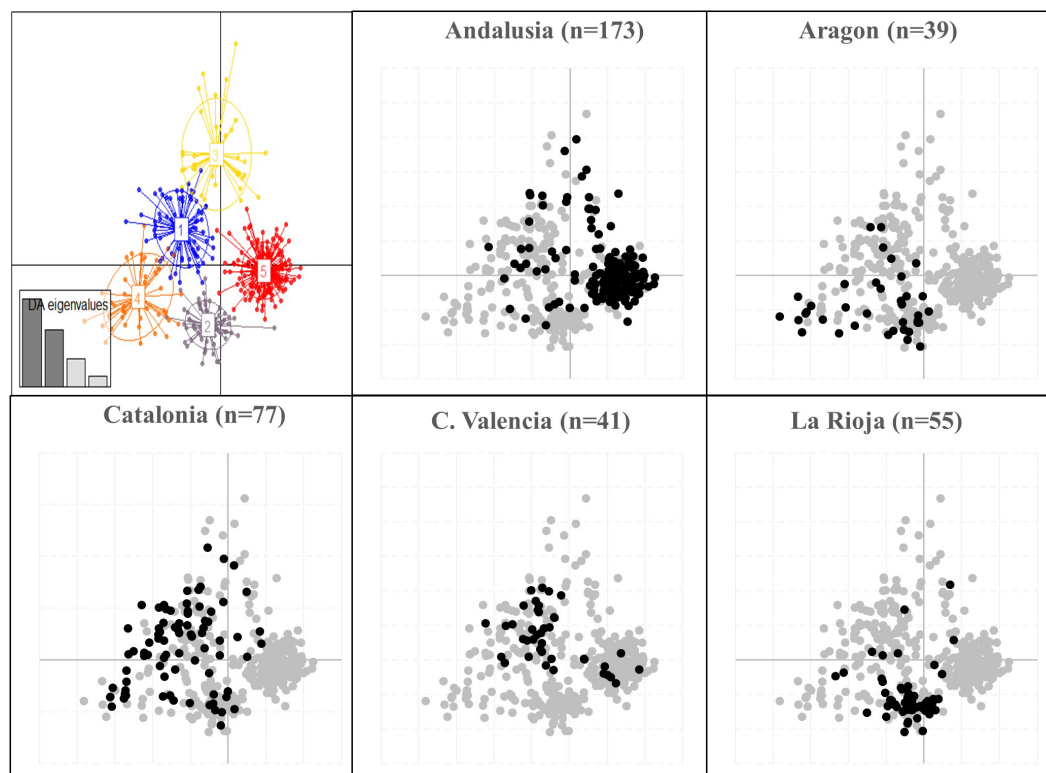 Andalusia (n=173)
Aragon (n=39)
3
1
5
4
2
DA eigenvalues
Catalonia (n=77)
C. Valencia (n=41)
La Rioja (n=55)